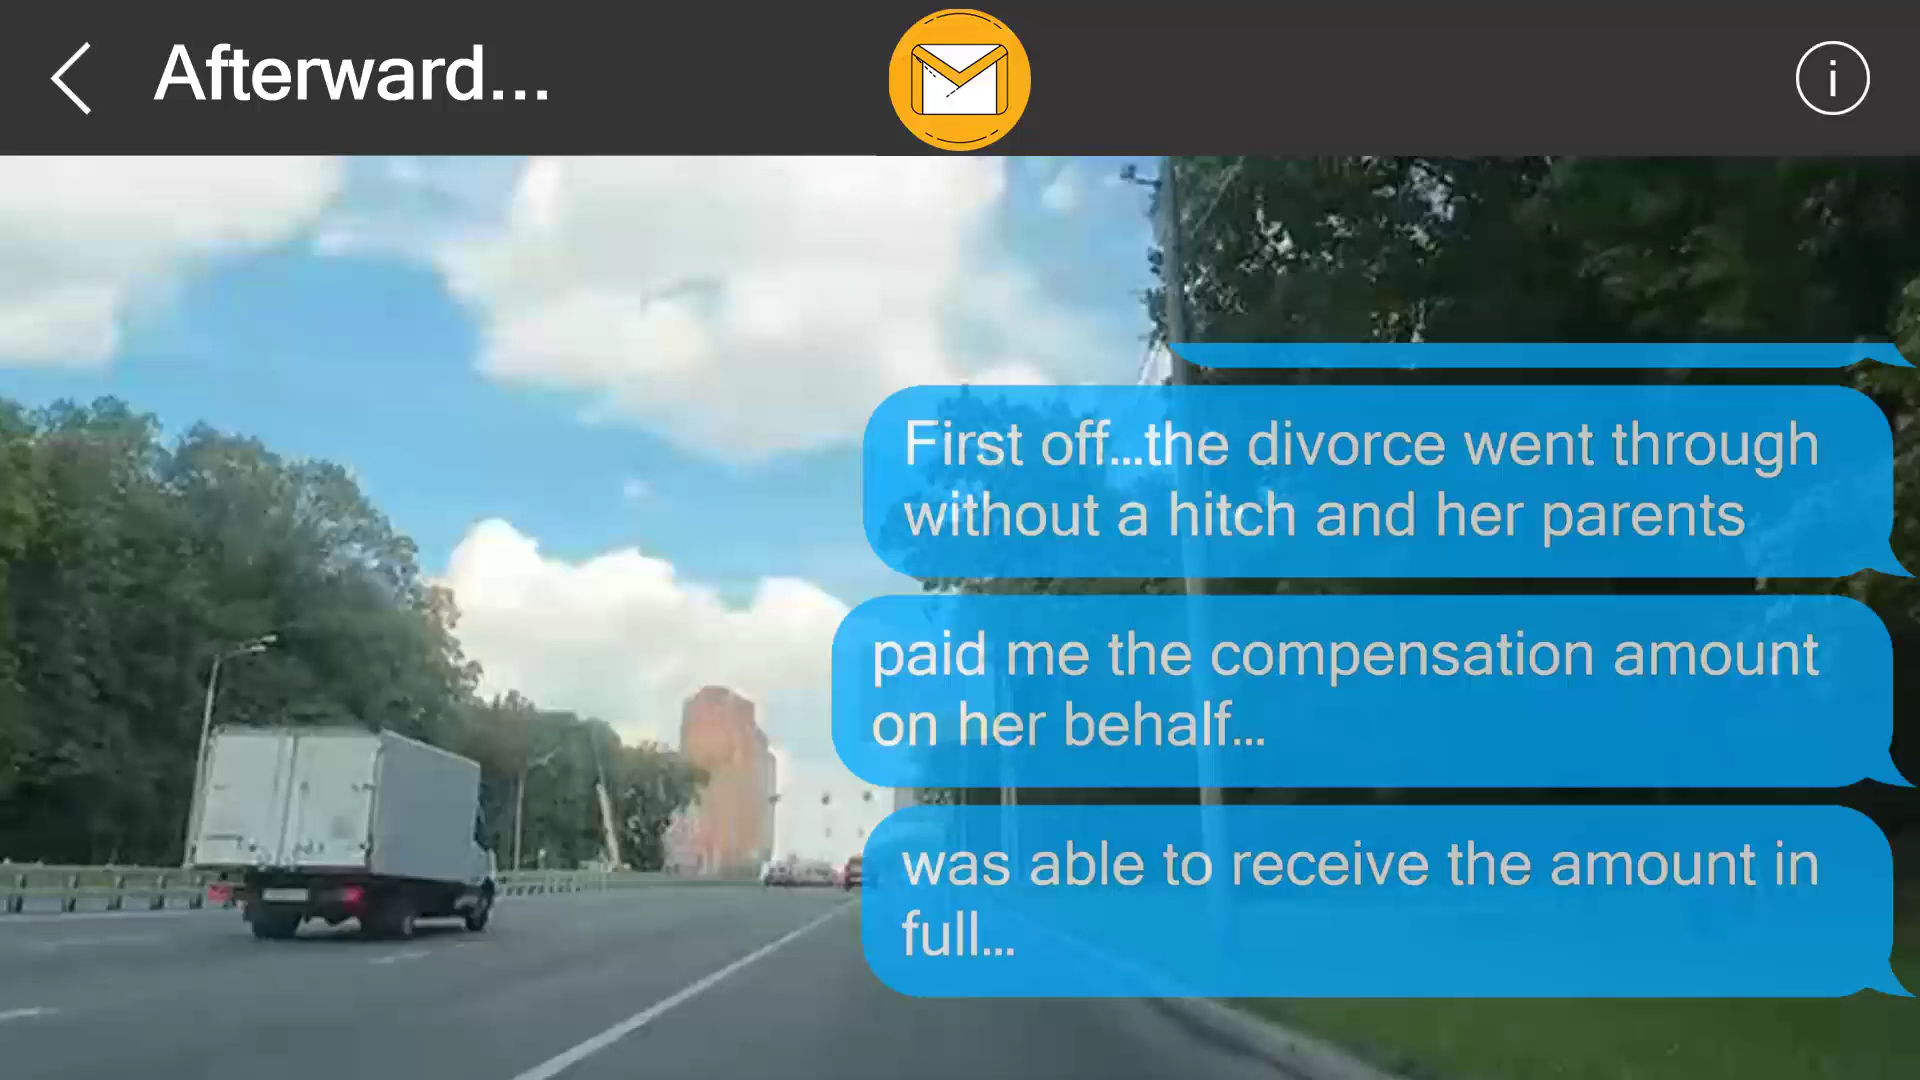 Afterward...
First off...the divorce went through
without a hitch and her parents
paid me the compensation amount
on her behalf...
was able to receive the amount in
full...